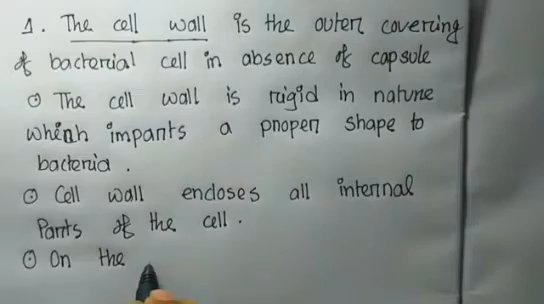 1. The cell wall is the outer covering
of bacterial cell in absence of capsule
⊙ The cell wall is rigid in nature
which imparts a proper shape to
bacteria.
⊙ Cell wall encloses all internal
Parts of the cell.
⊙ On the